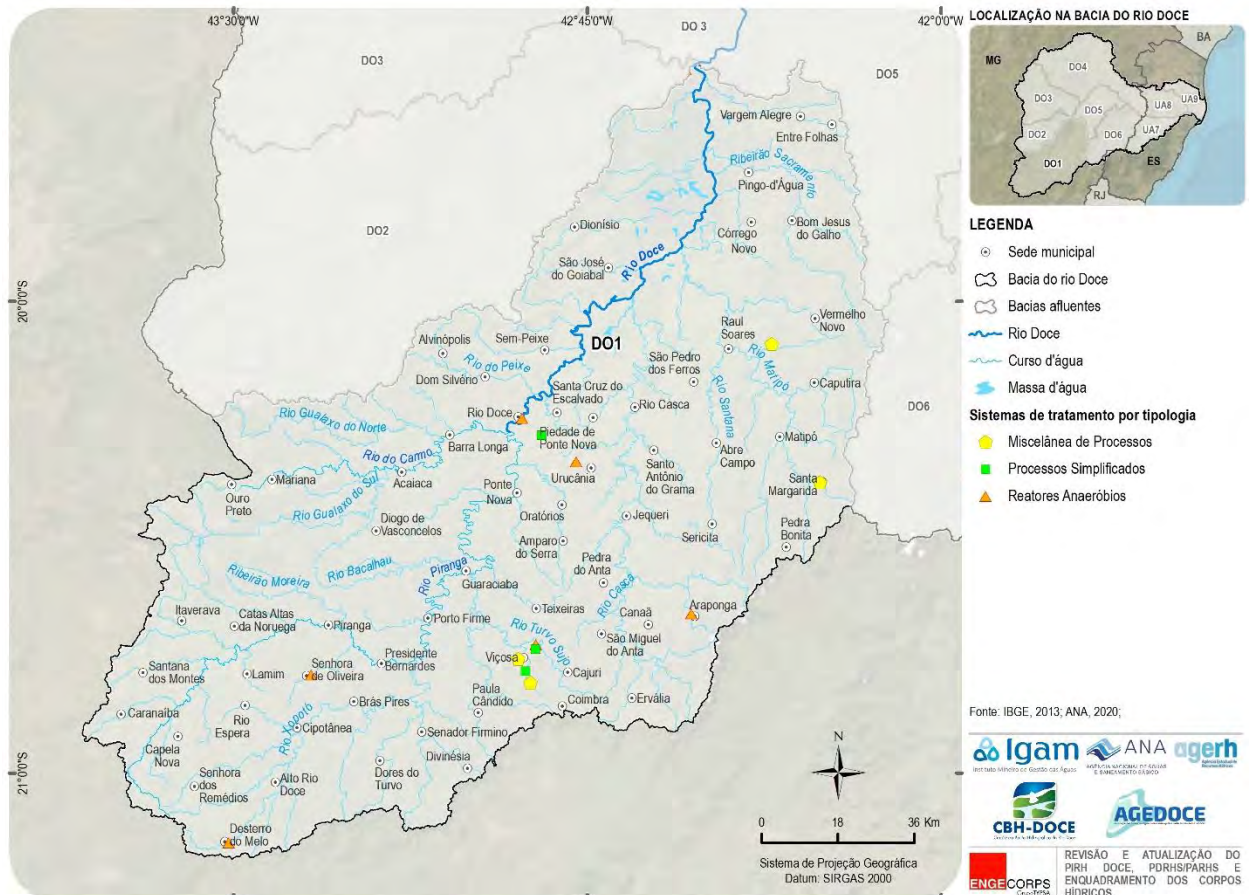 43°30'0"W
42°45'0"W
42°0'0"W
20°0'0"S
21°0'0"S
DO 3
DO3
DO5
DO2
DO6
DO1
Vargem Alegre
Entre Folhas
Ribeirão Sacramento
Pingo-d'Água
Dionísio
Córrego
Novo
Bom Jesus
do Galho
São José
do Goiabal
Rio Doce
Vermelho
Novo
Raul
Soares
Alvinópolis
Sem-Peixe
Rio do Peixe
Dom Silvério
São Pedro
dos Ferros
Rio Matipó
Caputira
Santa Cruz do
Escalvado
Rio Casca
Rio Santana
Rio Gualaxo do Norte
Rio Doce
Piedade de
Ponte Nova
Barra Longa
Rio do Carmo
Matipó
Abre
Campo
Mariana
Acaiaca
Urucânia
Santo
Antônio
do Grama
Santa
Margarida
Ouro
Preto
Rio Gualaxo do Sul
Ponte
Nova
Oratórios
Jequeri
Diogo de
Vasconcelos
Sericita
Pedra
Bonita
Amparo
do Serra
Pedra
do Anta
Rio Bacalhau
Ribeirão Moreira
Rio Piranga
Guaraciaba
Rio Casca
Itaverava
Catas Altas
da Noruega
Piranga
Porto Firme
Teixeiras
Canaã
Araponga
Rio Turvo Sujo
São Miguel
do Anta
Viçosa
Santana
dos Montes
Lamim
Senhora
de Oliveira
Presidente
Bernardes
Cajuri
Paula
Cândido
Coimbra
Ervália
Caranaíba
Rio
Espera
Brás Pires
Rio Xopotó
Cipotânea
Senador Firmino
Capela
Nova
Divinésia
Senhora
dos
Remédios
Alto Rio
Doce
Dores do
Turvo
Desterro
do Melo
N
0 18 36 Km
Sistema de Projeção Geográfica
Datum: SIRGAS 2000
LOCALIZAÇÃO NA BACIA DO RIO DOCE
BA
MG
DO4
DO3
DO5
UA8
UA9
DO2
DO6
UA7
DO1
ES
RJ
LEGENDA
Sede municipal
Bacia do rio Doce
Bacias afluentes
Rio Doce
Curso d'água
Massa d'água
Sistemas de tratamento por tipologia
Miscelânea de Processos
Processos Simplificados
Reatores Anaeróbios
Fonte: IBGE, 2013; ANA, 2020;
Igam
Instituto Mineiro de Gestão das Águas
ANA
AGÊNCIA NACIONAL DE ÁGUAS
E SANEAMENTO BÁSICO
agerh
CBH-DOCE
AGEDOCE
ENGECORPS
REVISÃO E ATUALIZAÇÃO DO
PIRH DOCE, PDRHS/PARHS E
ENQUADRAMENTO DOS CORPOS
HÍDRICOS